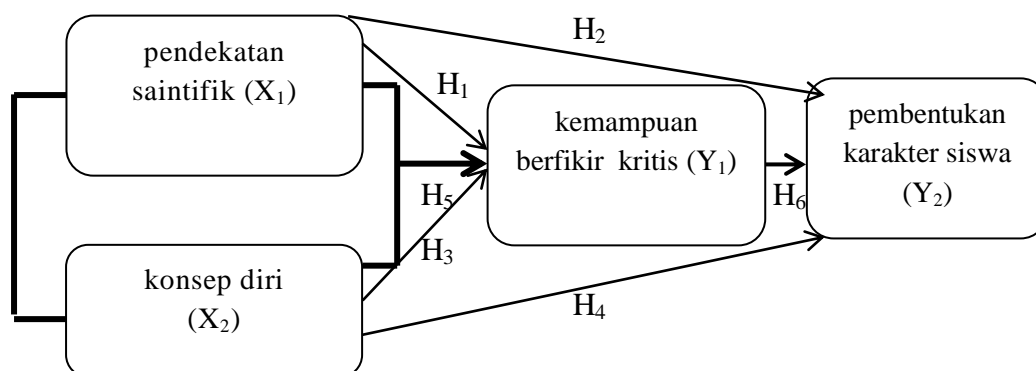 pendekatan
saintifik (X₁)
H₂
H₁
kemampuan
berfikir kritis (Y₁)
pembentukan
karakter siswa
(Y₂)
H₅
H₆
H₃
konsep diri
(X₂)
H₄